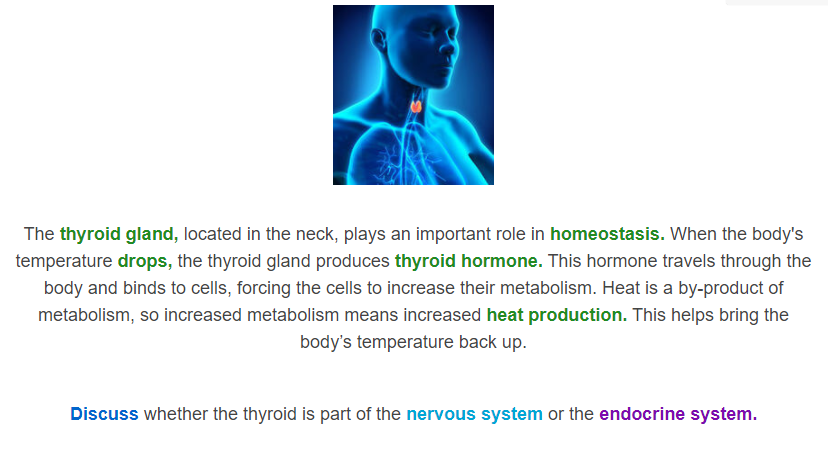 The thyroid gland, located in the neck, plays an important role in homeostasis. When the body's
temperature drops, the thyroid gland produces thyroid hormone. This hormone travels through the
body and binds to cells, forcing the cells to increase their metabolism. Heat is a by-product of
metabolism, so increased metabolism means increased heat production. This helps bring the
body’s temperature back up.
Discuss whether the thyroid is part of the nervous system or the endocrine system.